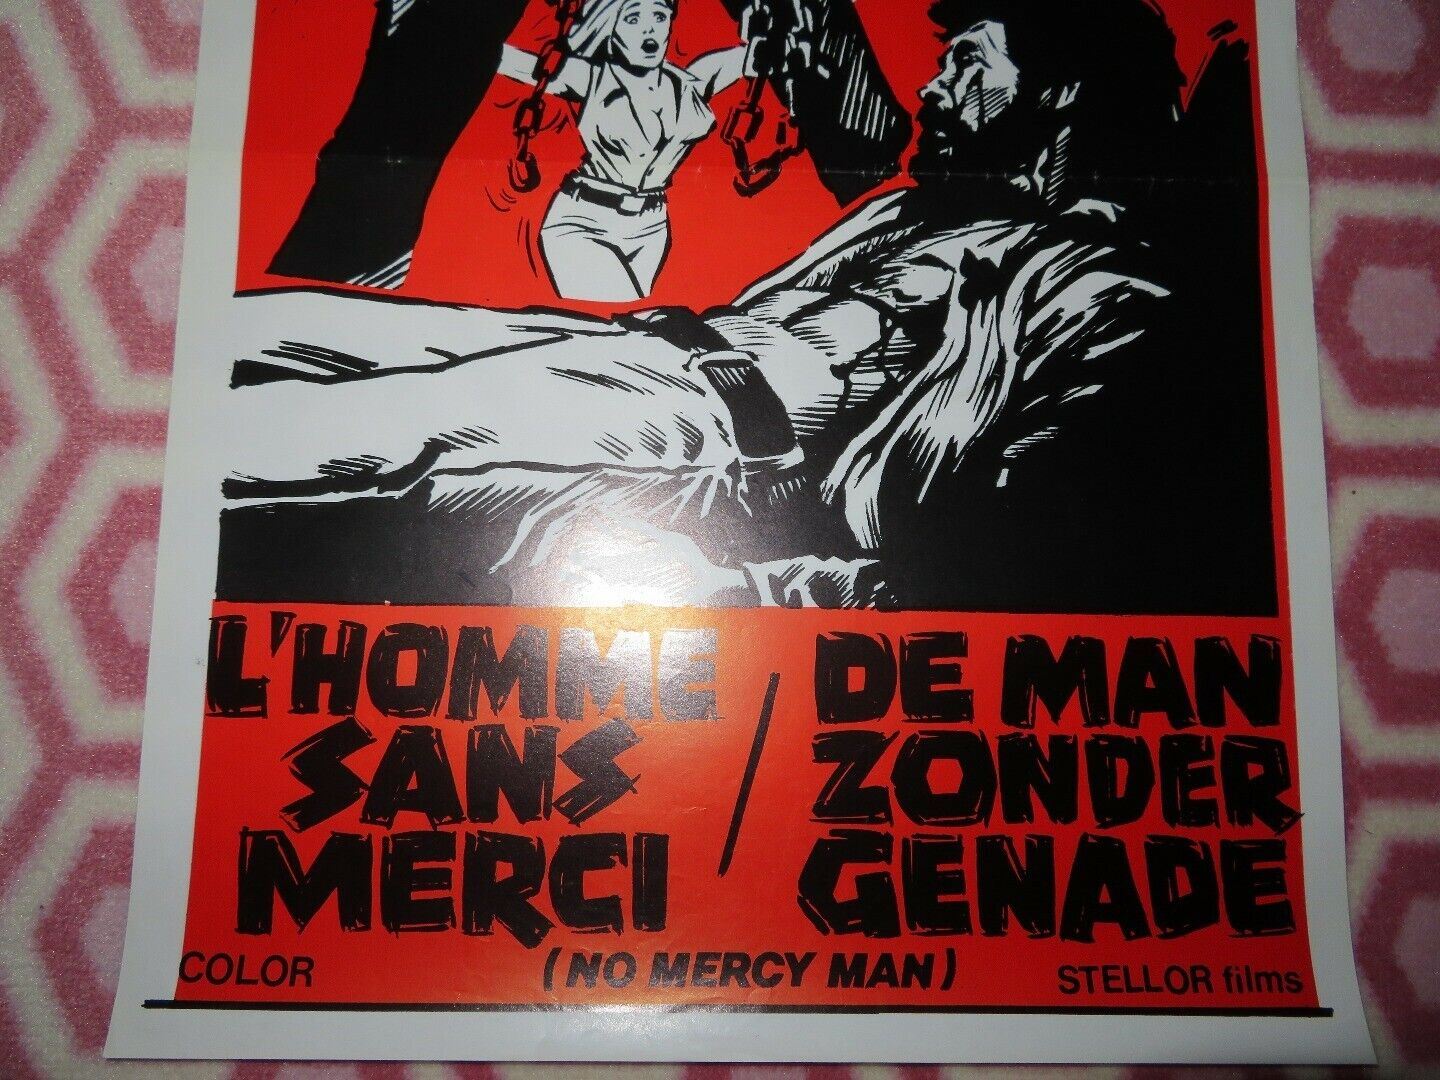 L'HOMME
SANS
MERCI
/
DE MAN
ZONDER
GENADE
COLOR
(NO MERCY MAN)
STELLOR films